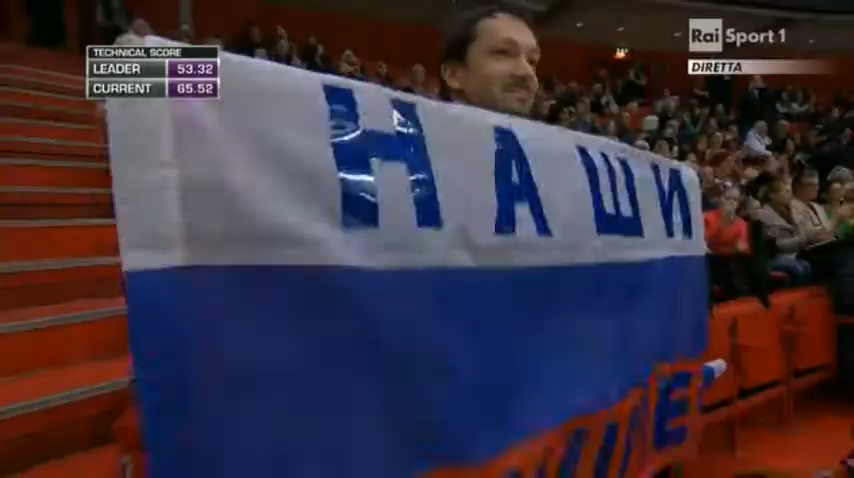 TECHNICAL SCORE
LEADER 53.32
CURRENT 65.52
Rai Sport 1
DIRETTA
НАШИ